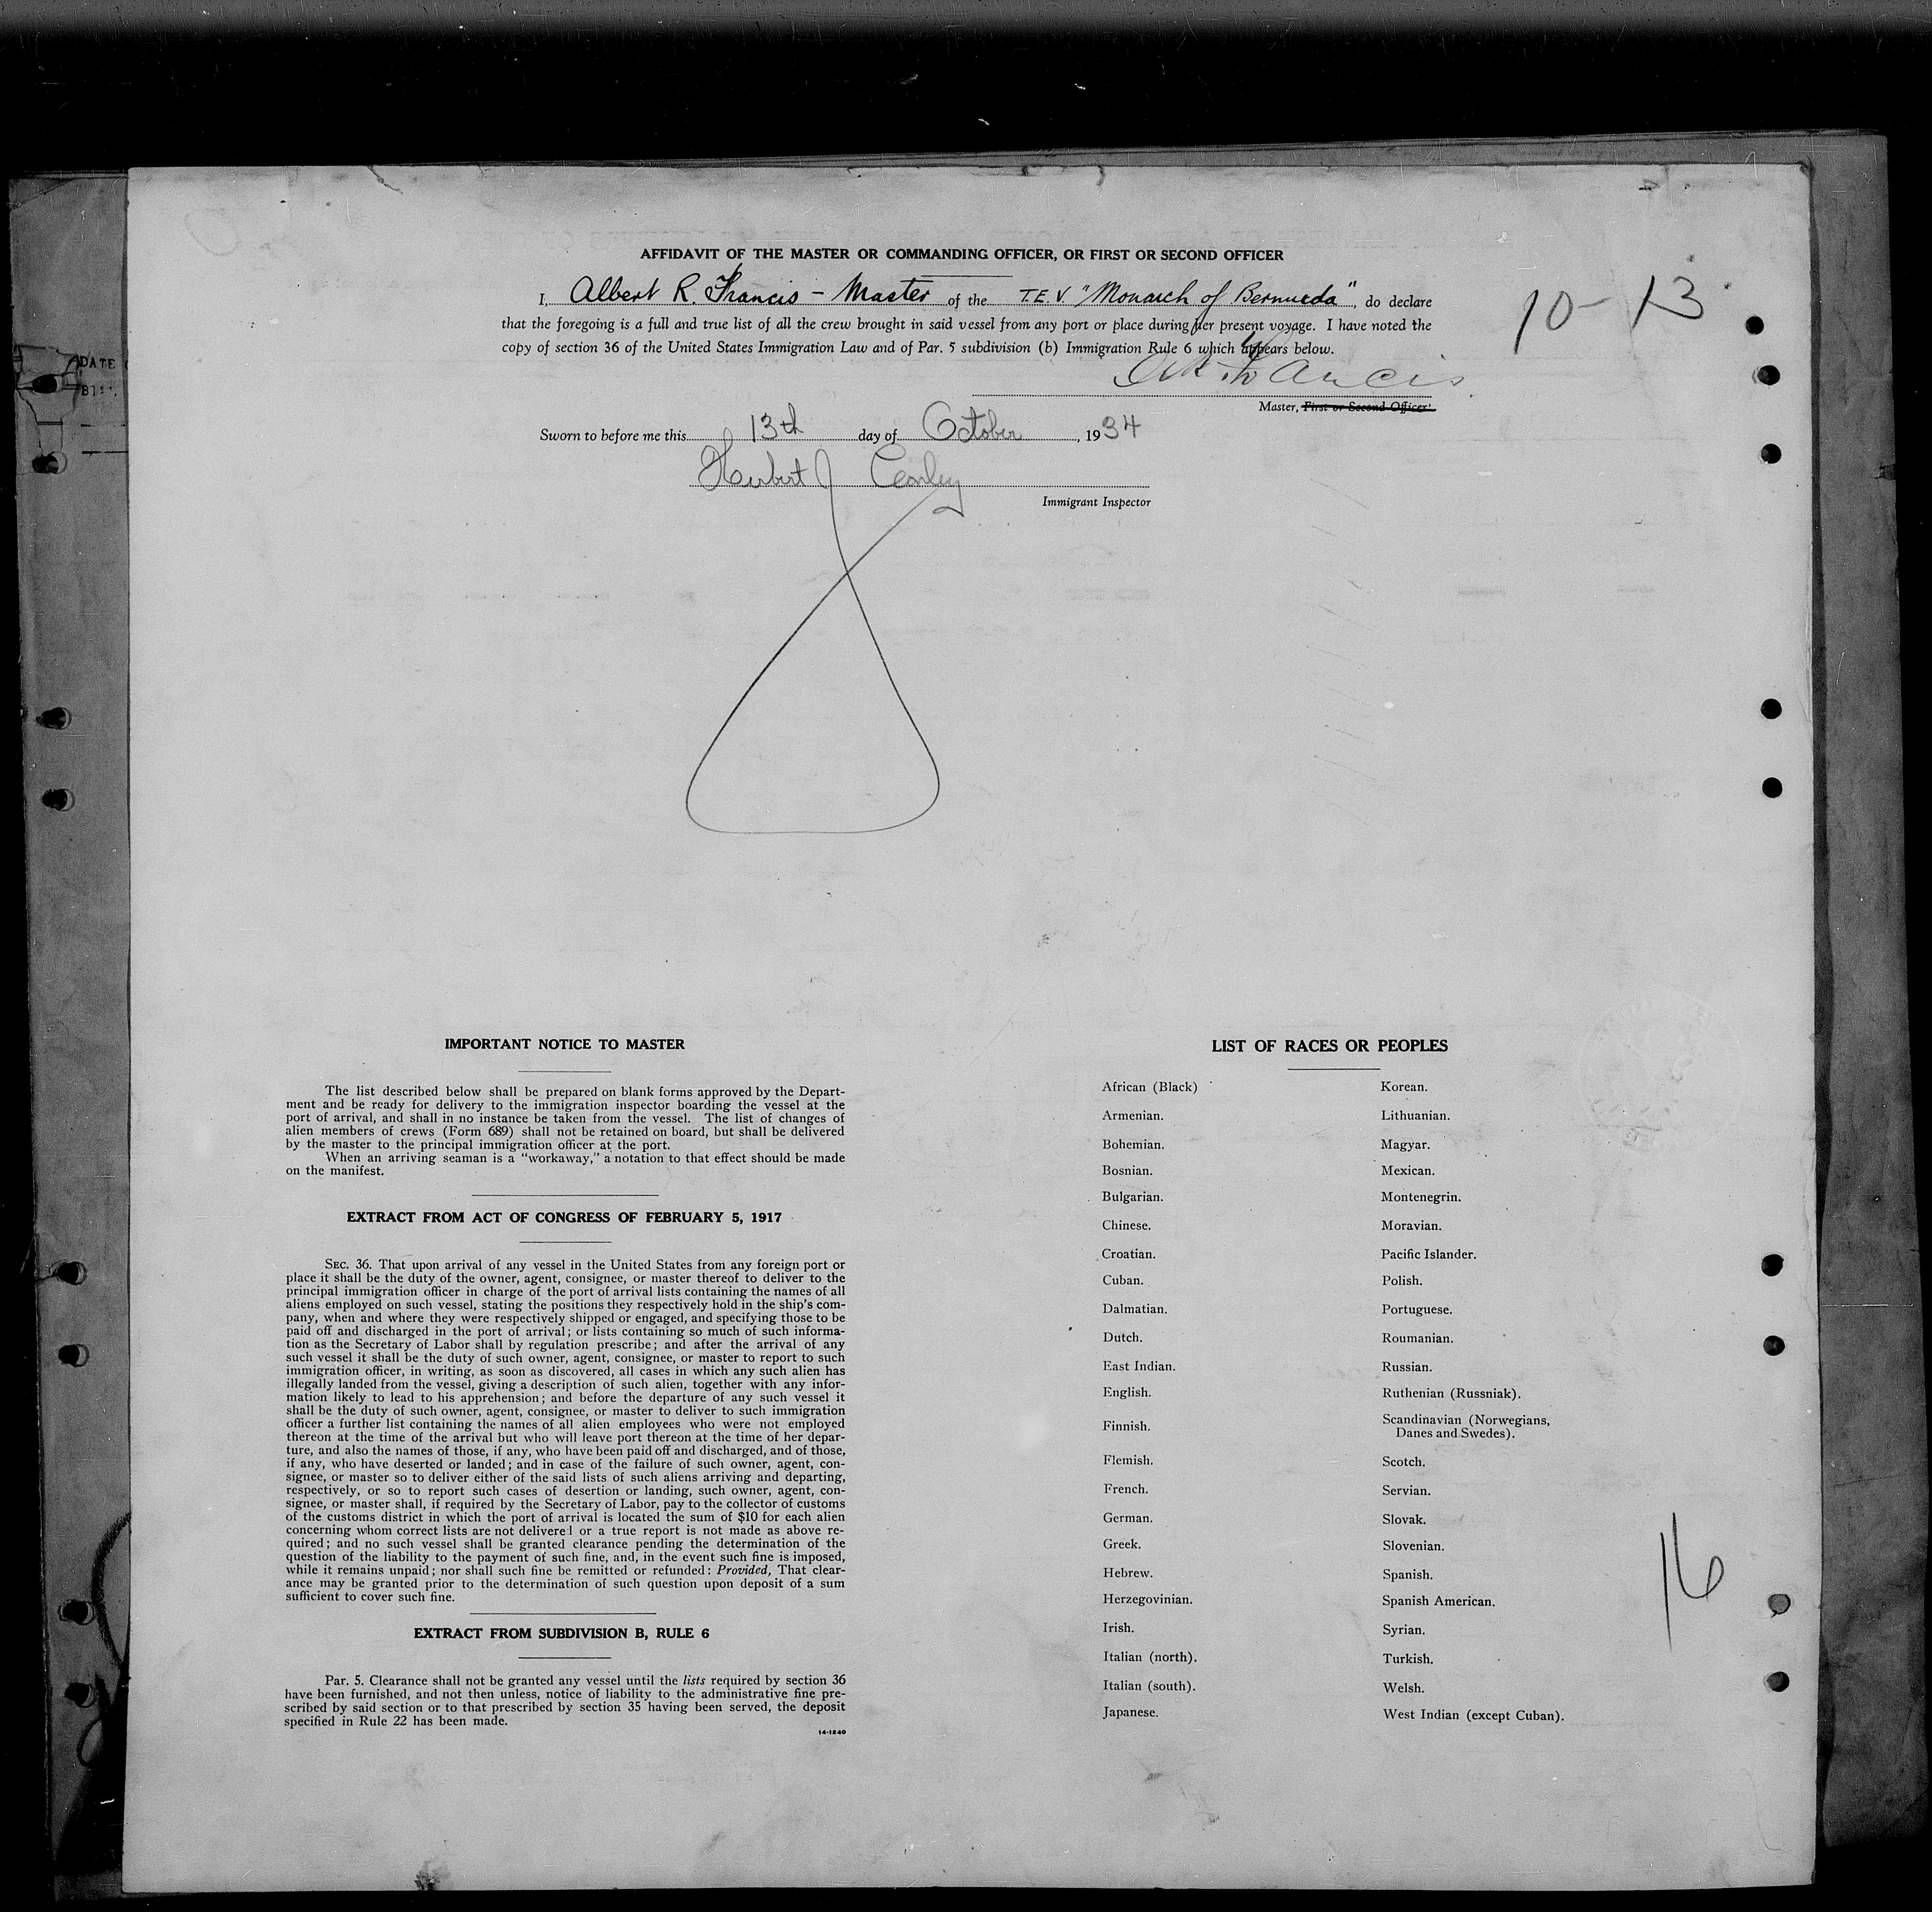 AFFIDAVIT OF THE MASTER OR COMMANDING OFFICER, OR FIRST OR SECOND OFFICER
I, Albert R. Francis - Master of the T.E.V. "Monarch of Bermuda", do declare
that the foregoing is a full and true list of all the crew brought in said vessel from any port or place during her present voyage. I have noted the
copy of section 36 of the United States Immigration Law and of Par. 5 subdivision (b) Immigration Rule 6 which appears below.
10-13
Francis
Master, First or Second Officer.
Sworn to before me this 13th day of October, 1934
Herbert J
Immigrant Inspector
DATE
IMPORTANT NOTICE TO MASTER
The list described below shall be prepared on blank forms approved by the Depart-
ment and be ready for delivery to the immigration inspector boarding the vessel at the
port of arrival, and shall in no instance be taken from the vessel. The list of changes of
alien members of crews (Form 689) shall not be retained on board, but shall be delivered
by the master to the principal immigration officer at the port.
When an arriving seaman is a "workaway," a notation to that effect should be made
on the manifest.
EXTRACT FROM ACT OF CONGRESS OF FEBRUARY 5, 1917
SEC. 36. That upon arrival of any vessel in the United States from any foreign port or
place it shall be the duty of the owner, agent, consignee, or master thereof to deliver to the
principal immigration officer in charge of the port of arrival lists containing the names of all
aliens employed on such vessel, stating the positions they respectively hold in the ship's com-
pany, when and where they were respectively shipped or engaged, and specifying those to be
paid off and discharged in the port of arrival; or lists containing so much of such informa-
tion as the Secretary of Labor shall by regulation prescribe; and after the arrival of any
such vessel it shall be the duty of such owner, agent, consignee, or master to report to such
immigration officer, in writing, as soon as discovered, all cases in which any such alien has
illegally landed from the vessel, giving a description of such alien, together with any infor-
mation likely to lead to his apprehension; and before the departure of any such vessel it
shall be the duty of such owner, agent, consignee, or master to deliver to such immigration
officer a further list containing the names of all alien employees who were not employed
thereon at the time of the arrival but who will leave port thereon at the time of her depar-
ture, and also the names of those, if any, who have been paid off and discharged, and of those,
if any, who have deserted or landed; and in case of the failure of such owner, agent, con-
signee, or master so to deliver either of the said lists of such aliens arriving and departing,
respectively, or so to report such cases of desertion or landing, such owner, agent, con-
signee, or master shall, if required by the Secretary of Labor, pay to the collector of customs
of the customs district in which the port of arrival is located the sum of $10 for each alien
concerning whom correct lists are not delivered or a true report is not made as above re-
quired; and no such vessel shall be granted clearance pending the determination of the
question of the liability to the payment of such fine, and, in the event such fine is imposed,
while it remains unpaid; nor shall such fine be remitted or refunded: Provided, That clear-
ance may be granted prior to the determination of such question upon deposit of a sum
sufficient to cover such fine.
EXTRACT FROM SUBDIVISION B, RULE 6
Par. 5. Clearance shall not be granted any vessel until the lists required by section 36
have been furnished, and not then unless, notice of liability to the administrative fine pre-
scribed by said section or to that prescribed by section 35 having been served, the deposit
specified in Rule 22 has been made.
14-1240
LIST OF RACES OR PEOPLES
African (Black)
Armenian.
Bohemian.
Bosnian.
Bulgarian.
Chinese.
Croatian.
Cuban.
Dalmatian.
Dutch.
East Indian.
English.
Finnish.
Flemish.
French.
German.
Greek.
Hebrew.
Herzegovinian.
Irish.
Italian (north).
Italian (south).
Japanese.
Korean.
Lithuanian.
Magyar.
Mexican.
Montenegrin.
Moravian.
Pacific Islander.
Polish.
Portuguese.
Roumanian.
Russian.
Ruthenian (Russniak).
Scandinavian (Norwegians,
Danes and Swedes).
Scotch.
Servian.
Slovak.
Slovenian.
Spanish.
Spanish American.
Syrian.
Turkish.
Welsh.
West Indian (except Cuban).
16